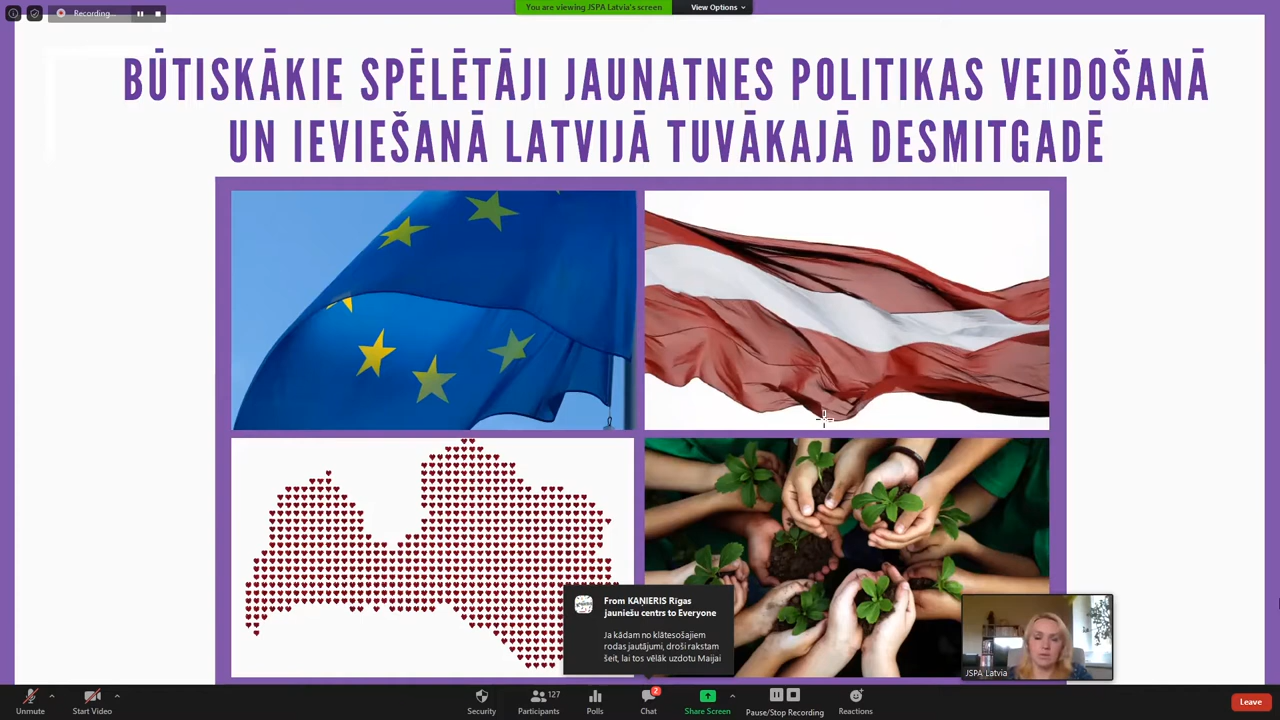 Recording...
You are viewing JSPA Latvia's screen
View Options
BŪTISKĀKIE SPĒLĒTĀJI JAUNATNES POLITIKAS VEIDOŠANĀ
UN IEVIEŠANĀ LATVIJĀ TUVĀKAJĀ DESMITGADĒ
From KAŅIERIS Rīgas
jauniešu centrs to Everyone
Ja kādam no klātesošajiem
rodas jautājumi, droši rakstam
šeit, lai tos vēlāk uzdotu Maijai
JSPA Latvia
Unmute
Start Video
Security
Participants
127
Polls
Chat
2
Share Screen
Pause/Stop Recording
Reactions
Leave